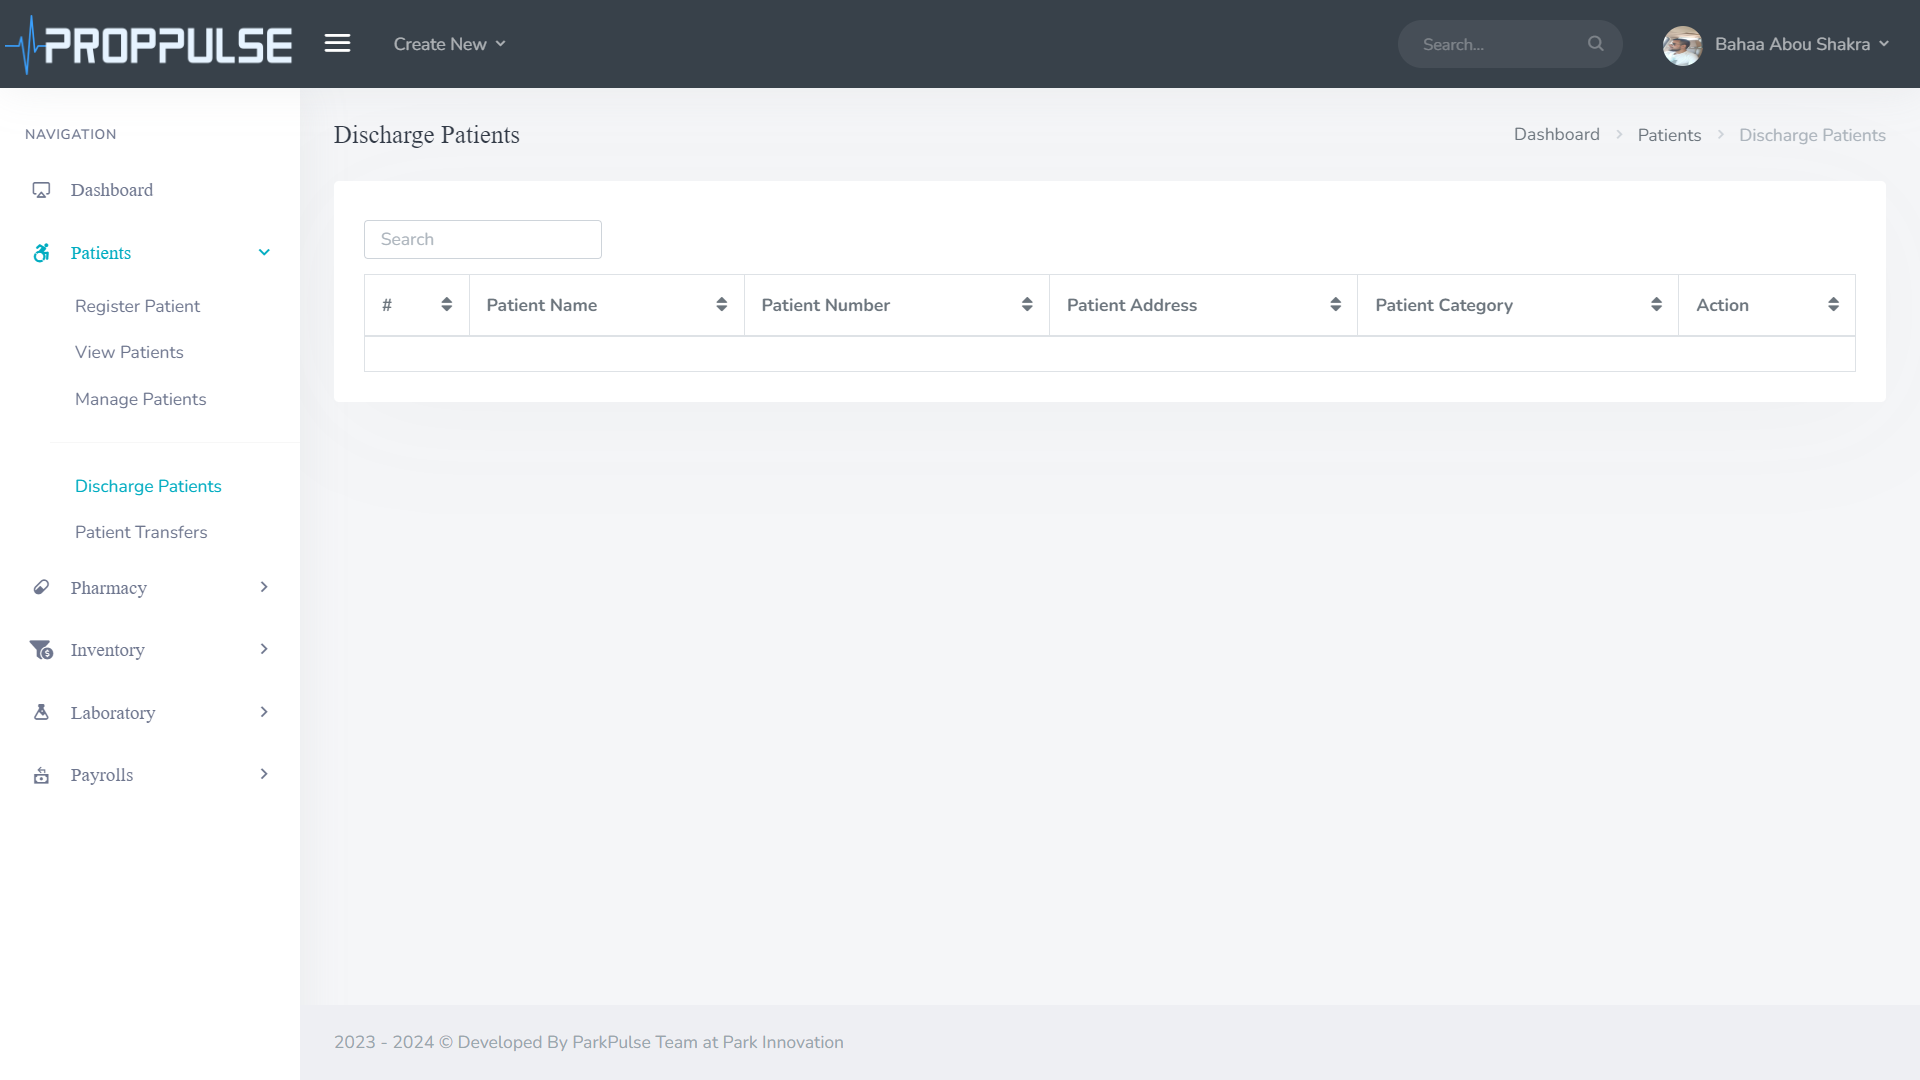 PROPPULSE
Create New
Search...
Bahaa Abou Shakra
NAVIGATION
Dashboard
Patients
Register Patient
View Patients
Manage Patients
Discharge Patients
Patient Transfers
Pharmacy
Inventory
Laboratory
Payrolls
Discharge Patients
Dashboard > Patients > Discharge Patients
Search
# Patient Name Patient Number Patient Address Patient Category Action
2023 - 2024 © Developed By ParkPulse Team at Park Innovation